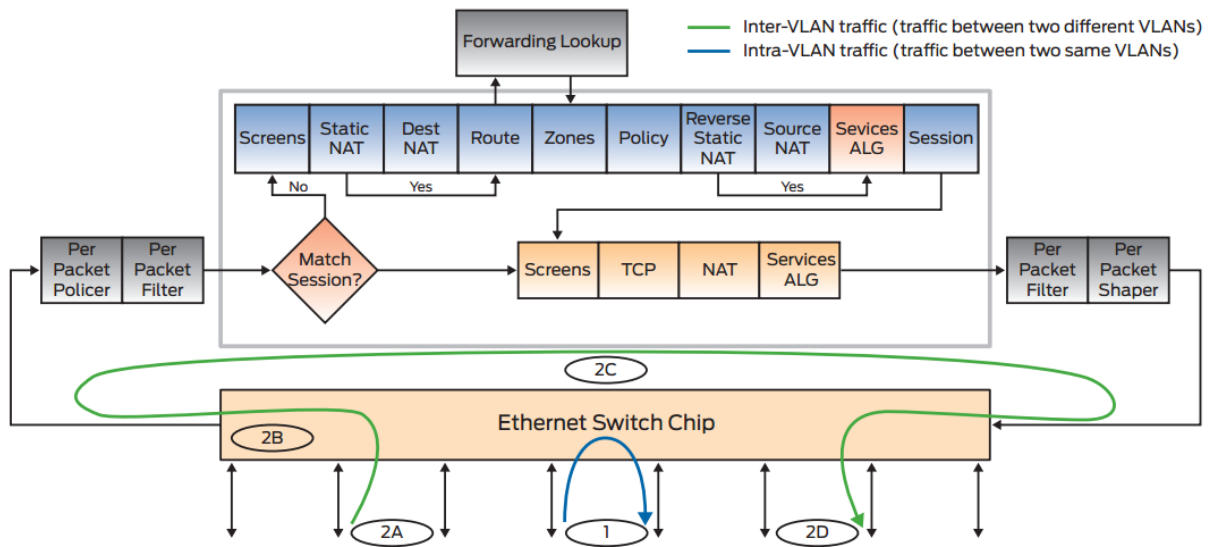 Forwarding Lookup
Inter-VLAN traffic (traffic between two different VLANs)
Intra-VLAN traffic (traffic between two same VLANs)
Screens
Static
NAT
Dest
NAT
Route
Zones
Policy
Reverse
Static
NAT
Source
NAT
Sevices
ALG
Session
No
Yes
Yes
Per
Packet
Policer
Per
Packet
Filter
Match
Session?
Screens
TCP
NAT
Services
ALG
Per
Packet
Filter
Per
Packet
Shaper
2C
Ethernet Switch Chip
2B
2A
1
2D